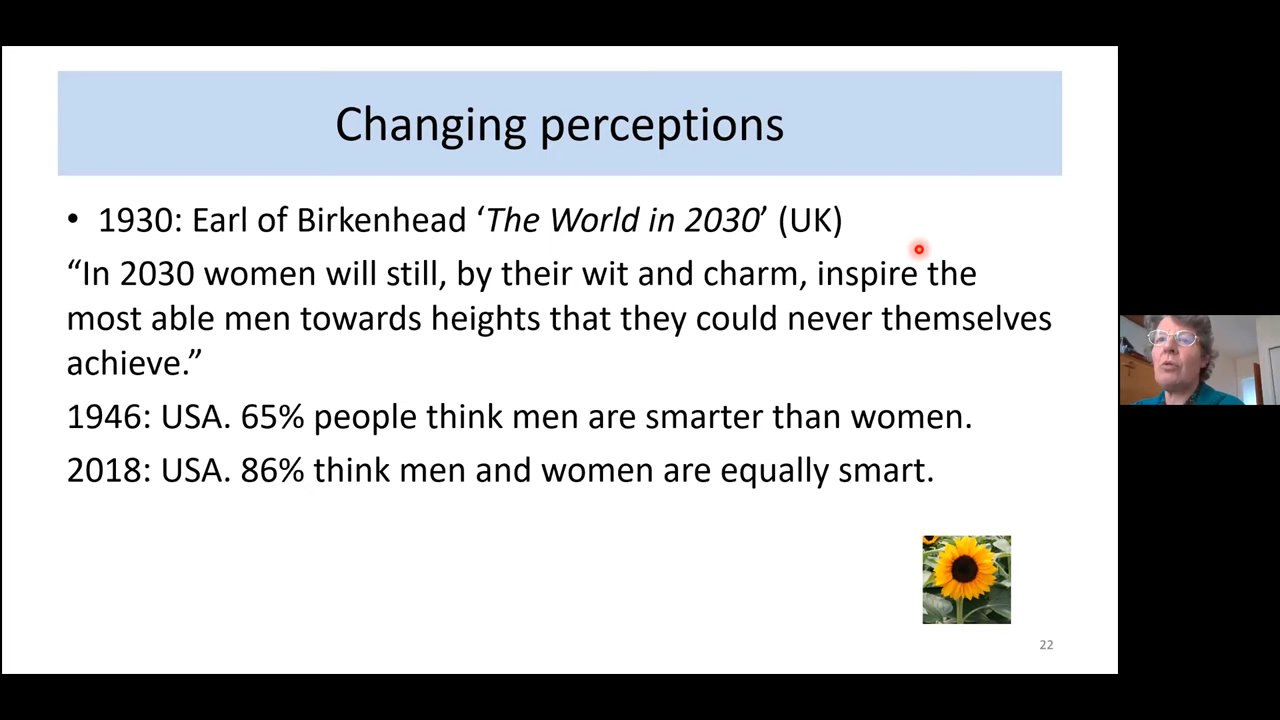 Changing perceptions
• 1930: Earl of Birkenhead ‘The World in 2030’ (UK)
“In 2030 women will still, by their wit and charm, inspire the
most able men towards heights that they could never themselves
achieve.”
1946: USA. 65% people think men are smarter than women.
2018: USA. 86% think men and women are equally smart.
22